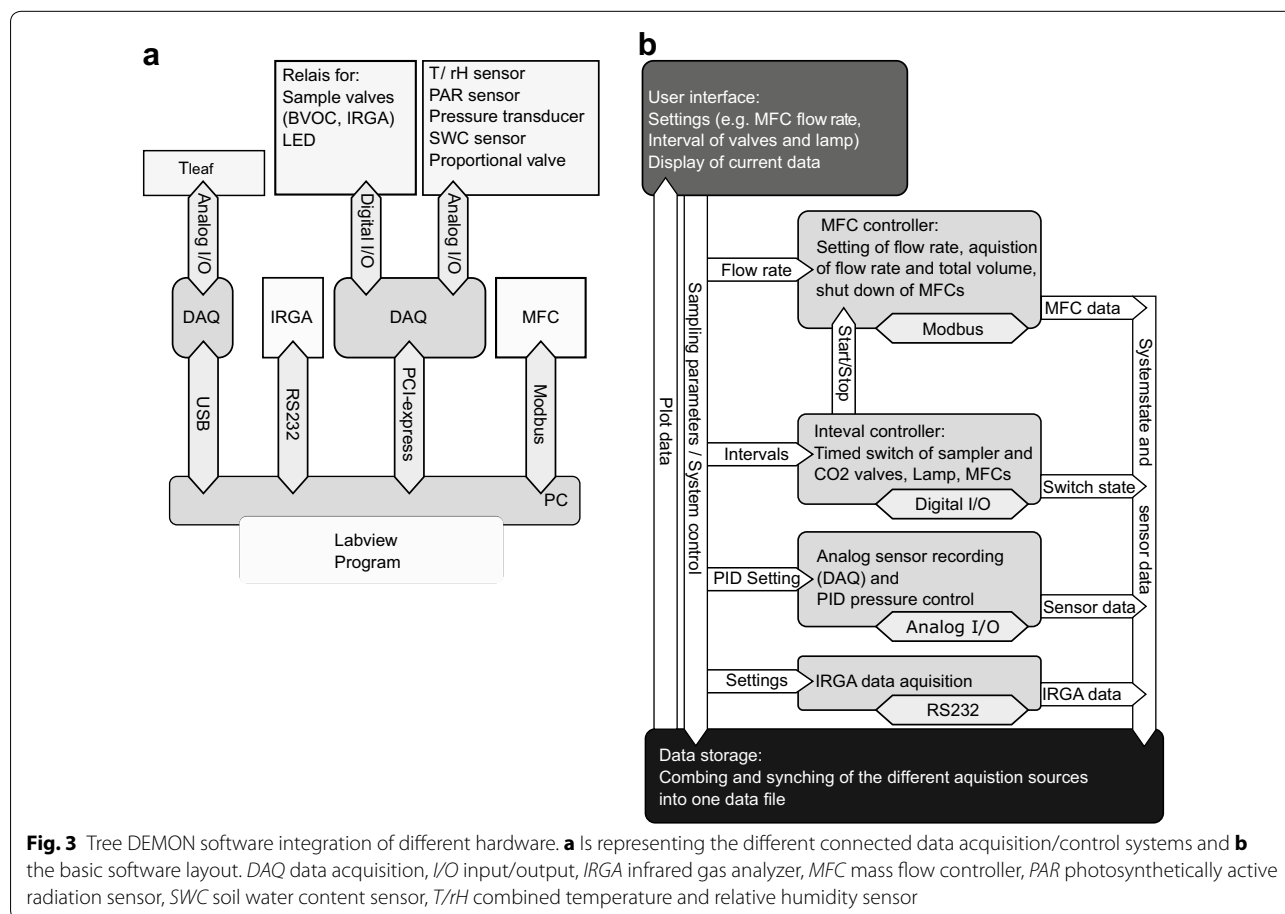 a
Relais for:
Sample valves
(BVOC, IRGA)
LED
T/ rH sensor
PAR sensor
Pressure transducer
SWC sensor
Proportional valve
Tleaf
Analog I/O
Digital I/O
Analog I/O
DAQ
IRGA
DAQ
MFC
USB
RS232
PCI-express
Modbus
PC
Labview
Program
b
User interface:
Settings (e.g. MFC flow rate,
Interval of valves and lamp)
Display of current data
Plot data
Sampling parameters / System control
Flow rate
MFC controller:
Setting of flow rate, aquistion
of flow rate and total volume,
shut down of MFCs
Modbus
MFC data
Start/Stop
Intervals
Inteval controller:
Timed switch of sampler and
CO2 valves, Lamp, MFCs
Digital I/O
Switch state
PID Setting
Analog sensor recording
(DAQ) and
PID pressure control
Analog I/O
Sensor data
Settings
IRGA data aquisition
RS232
IRGA data
Systemstate and sensor data
Data storage:
Combing and synching of the different aquistion sources
into one data file
Fig. 3 Tree DEMON software integration of different hardware. a Is representing the different connected data acquisition/control systems and b
the basic software layout. DAQ data acquisition, I/O input/output, IRGA infrared gas analyzer, MFC mass flow controller, PAR photosynthetically active
radiation sensor, SWC soil water content sensor, T/rH combined temperature and relative humidity sensor